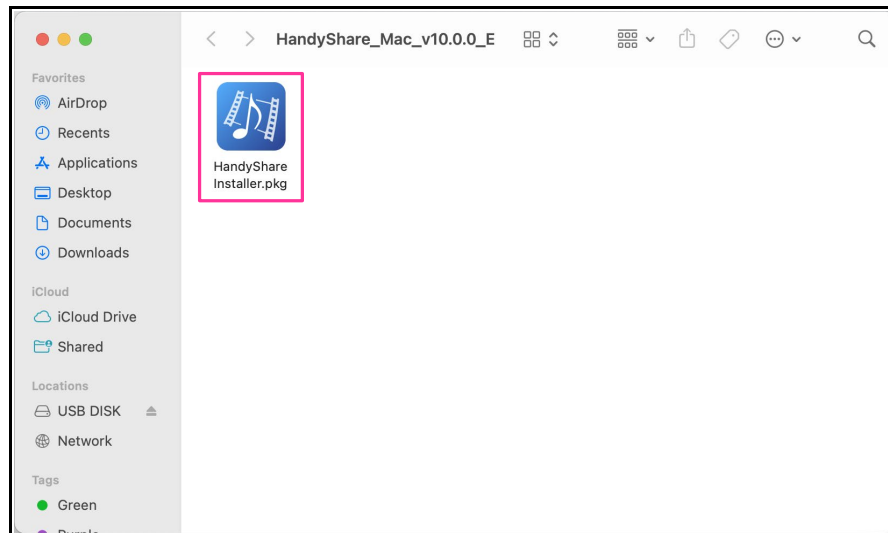 HandyShare_Mac_v10.0.0_E
Favorites
AirDrop
Recents
Applications
Desktop
Documents
Downloads
iCloud
iCloud Drive
Shared
Locations
USB DISK
Network
Tags
Green
HandyShare
Installer.pkg